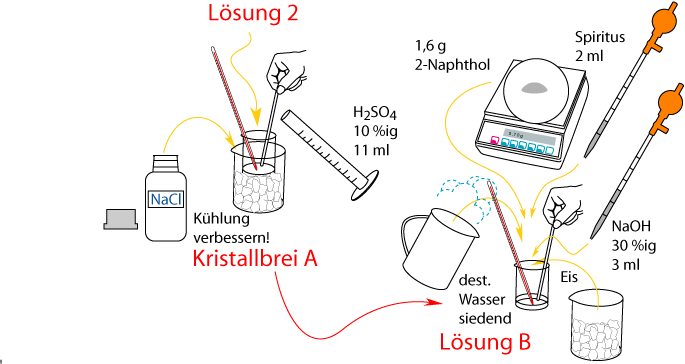 Lösung 2
H₂SO₄
10 %ig
11 ml
NaCl
Kühlung
verbessern!
Kristallbrei A
1,6 g
2-Naphthol
Spiritus
2 ml
NaOH
30 %ig
3 ml
dest.
Wasser
siedend
Eis
Lösung B